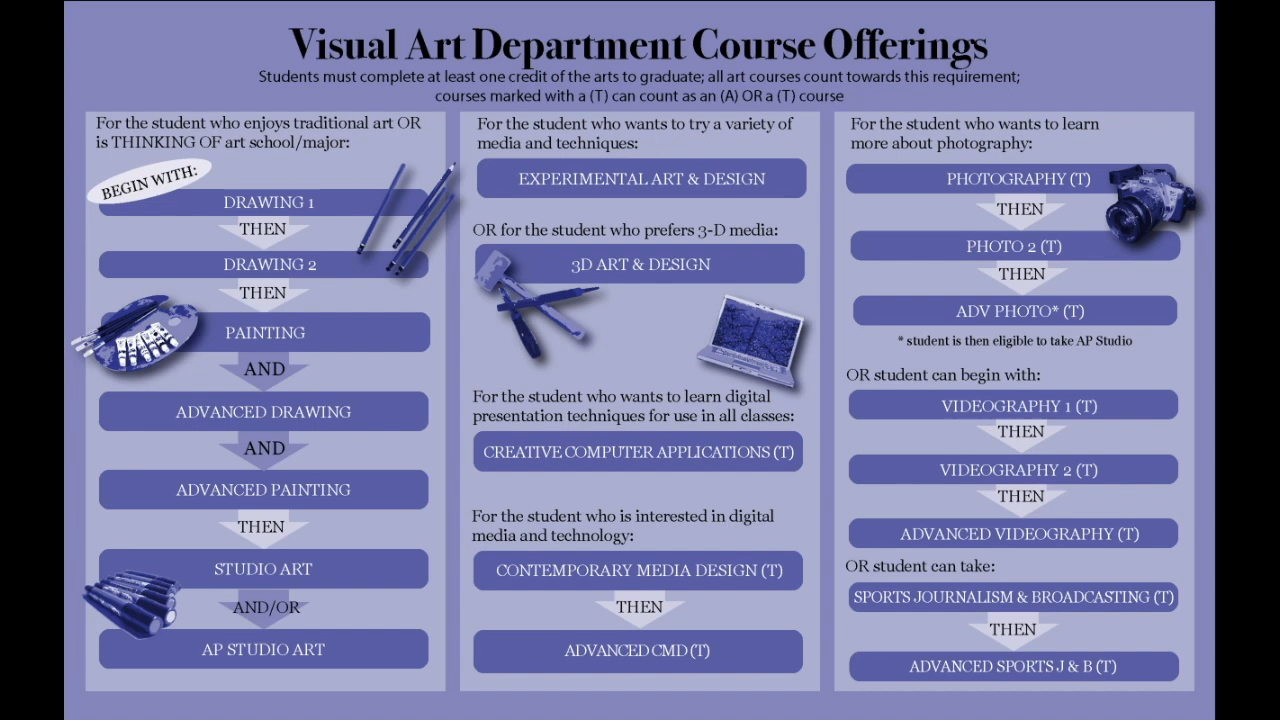 Visual Art Department Course Offerings
Students must complete at least one credit of the arts to graduate; all art courses count towards this requirement;
courses marked with a (T) can count as an (A) OR a (T) course
For the student who enjoys traditional art OR
is THINKING OF art school/major:
BEGIN WITH:
DRAWING 1
THEN
DRAWING 2
THEN
PAINTING
AND
ADVANCED DRAWING
AND
ADVANCED PAINTING
THEN
STUDIO ART
AND/OR
AP STUDIO ART
For the student who wants to try a variety of
media and techniques:
EXPERIMENTAL ART & DESIGN
OR for the student who prefers 3-D media:
3D ART & DESIGN
For the student who wants to learn digital
presentation techniques for use in all classes:
CREATIVE COMPUTER APPLICATIONS (T)
For the student who is interested in digital
media and technology:
CONTEMPORARY MEDIA DESIGN (T)
THEN
ADVANCED CMD (T)
For the student who wants to learn
more about photography:
PHOTOGRAPHY (T)
THEN
PHOTO 2 (T)
THEN
ADV PHOTO* (T)
* student is then eligible to take AP Studio
OR student can begin with:
VIDEOGRAPHY 1 (T)
THEN
VIDEOGRAPHY 2 (T)
THEN
ADVANCED VIDEOGRAPHY (T)
OR student can take:
SPORTS JOURNALISM & BROADCASTING (T)
THEN
ADVANCED SPORTS J & B (T)